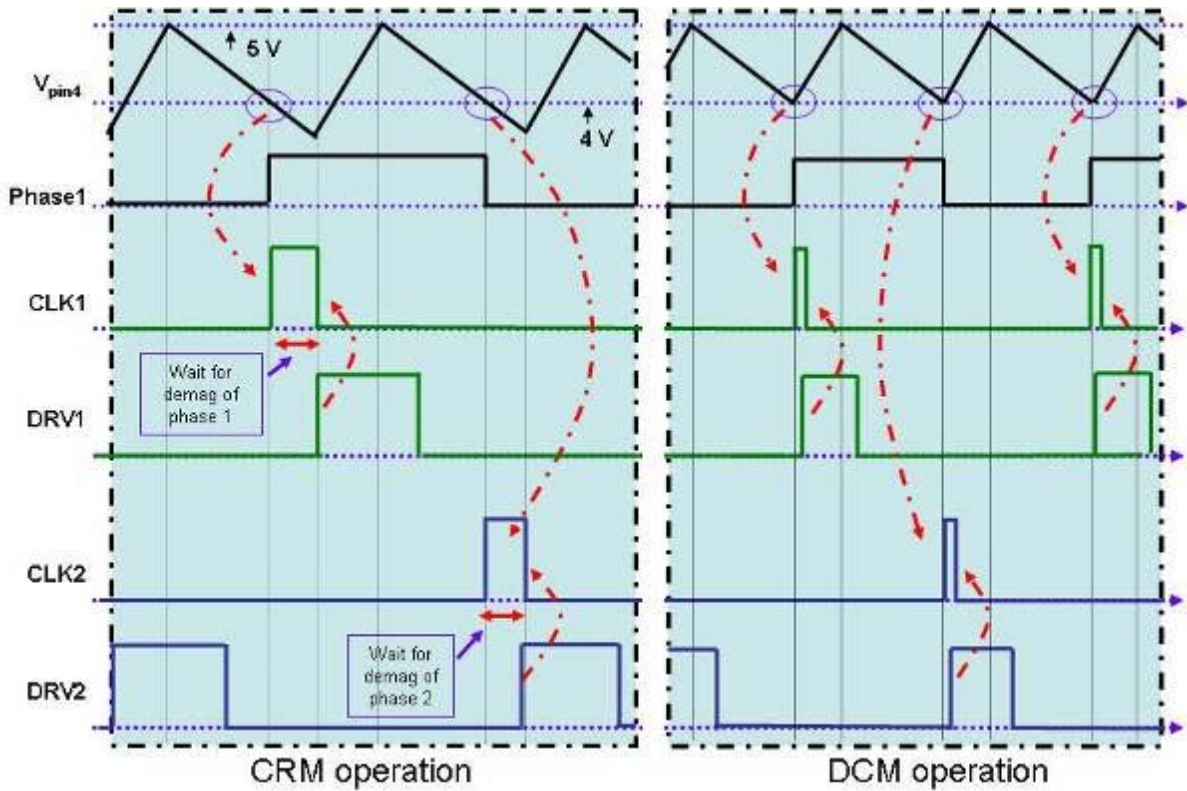 5 V
V_pin4
4 V
Phase1
CLK1
Wait for
demag of
phase 1
DRV1
CLK2
Wait for
demag of
phase 2
DRV2
CRM operation
DCM operation